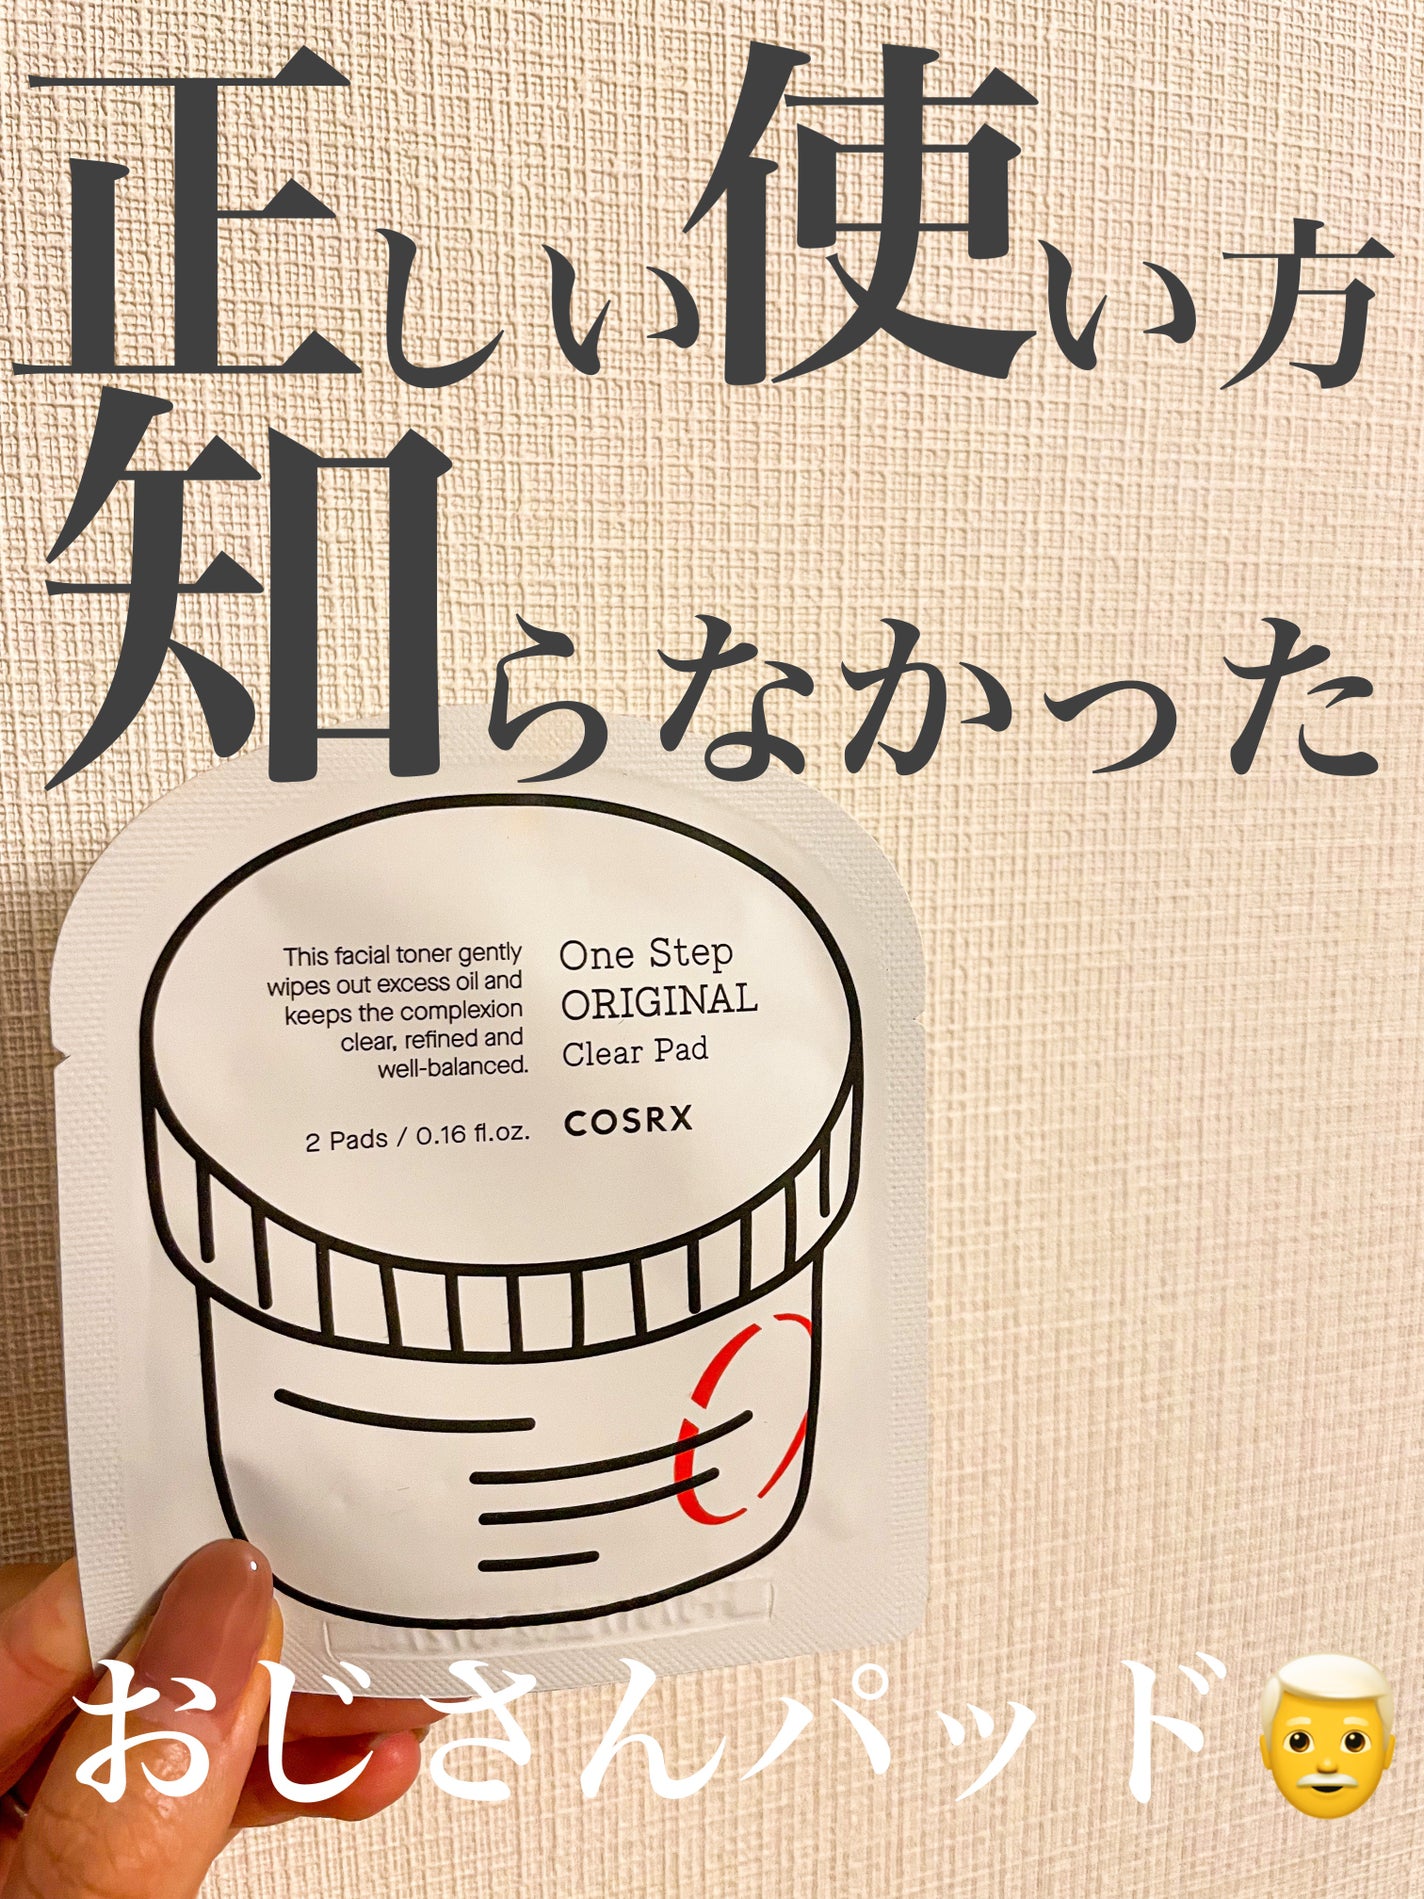 正しい使い方
知らなかった
This facial toner gently
wipes out excess oil and
keeps the complexion
clear, refined and
well-balanced.
2 Pads / 0.16 fl.oz.
One Step
ORIGINAL
Clear Pad
COSRX
おじさんパッド👨‍🦳